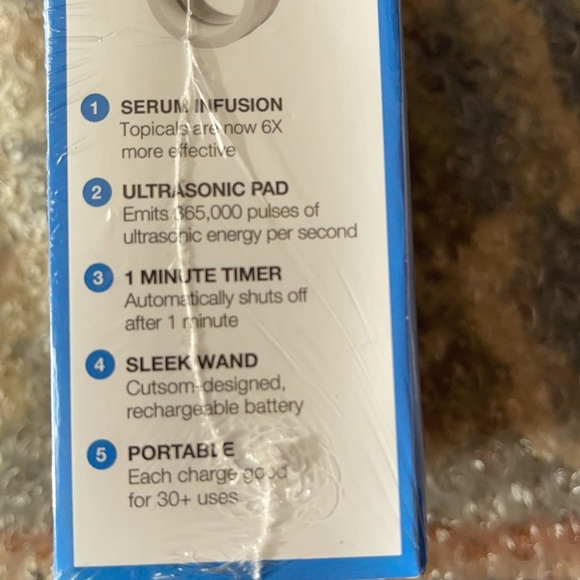 1 SERUM INFUSION
Topicals are now 6X
more effective
2 ULTRASONIC PAD
Emits 365,000 pulses of
ultrasonic energy per second
3 1 MINUTE TIMER
Automatically shuts off
after 1 minute
4 SLEEK WAND
Cutsom-designed,
rechargeable battery
5 PORTABLE
Each charge good
for 30+ uses